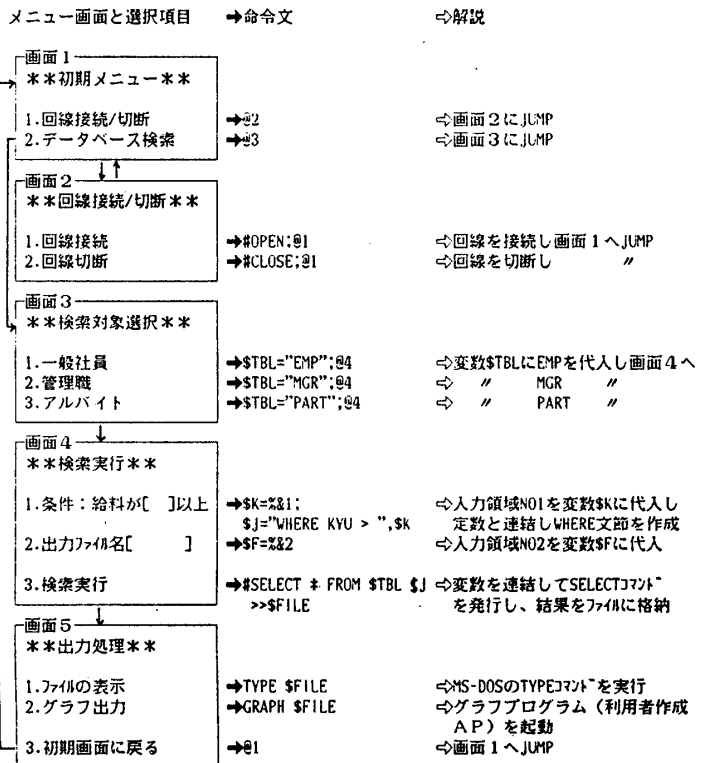 メニュー画面と選択項目 ➡命令文 ⇨解説
画面1
**初期メニュー**
1.回線接続/切断 ➡@2 ⇨画面2にJUMP
2.データベース検索 ➡@3 ⇨画面3にJUMP
画面2
**回線接続/切断**
1.回線接続 ➡#OPEN;@1 ⇨回線を接続し画面1へJUMP
2.回線切断 ➡#CLOSE;@1 ⇨回線を切断し 〃
画面3
**検索対象選択**
1.一般社員 ➡$TBL="EMP";@4 ⇨変数$TBLにEMPを代入し画面4へ
2.管理職 ➡$TBL="MGR";@4 ⇨ 〃 MGR 〃
3.アルバイト ➡$TBL="PART";@4 ⇨ 〃 PART 〃
画面4
**検索実行**
1.条件：給料が[ ]以上 ➡$K=%&1; ⇨入力領域NO1を変数$Kに代入し
$J="WHERE KYU > ",$K 定数と連結しWHERE文節を作成
2.出力ﾌｧｲﾙ名[ ] ➡$F=%&2 ⇨入力領域NO2を変数$Fに代入
3.検索実行 ➡#SELECT * FROM $TBL $J ⇨変数を連結してSELECTｺﾏﾝﾄﾞ
>>$FILE を発行し、結果をﾌｧｲﾙに格納
画面5
**出力処理**
1.ﾌｧｲﾙの表示 ➡TYPE $FILE ⇨MS-DOSのTYPEｺﾏﾝﾄﾞを実行
2.グラフ出力 ➡GRAPH $FILE ⇨グラフプログラム（利用者作成
AP）を起動
3.初期画面に戻る ➡@1 ⇨画面1へJUMP